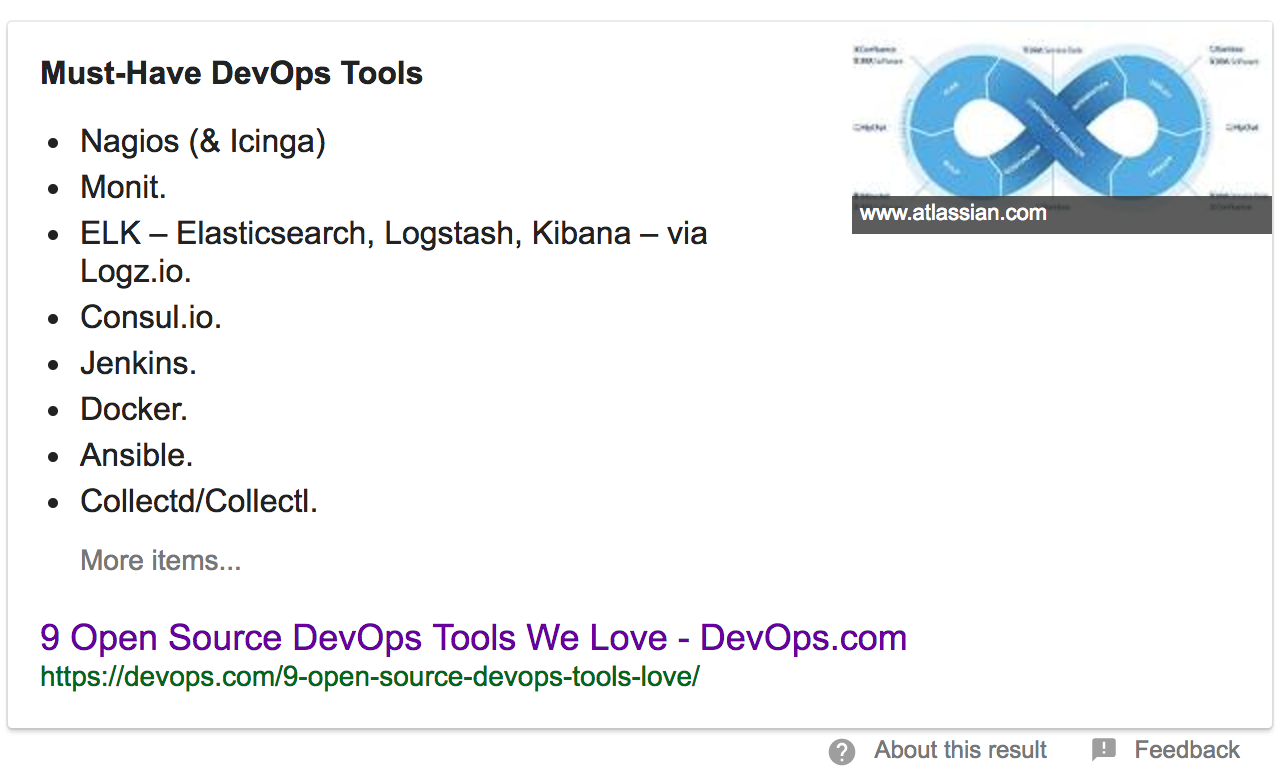 Must-Have DevOps Tools
Nagios (& Icinga)
Monit.
ELK – Elasticsearch, Logstash, Kibana – via
Logz.io.
Consul.io.
Jenkins.
Docker.
Ansible.
Collectd/Collectl.
More items...
www.atlassian.com
9 Open Source DevOps Tools We Love - DevOps.com
https://devops.com/9-open-source-devops-tools-love/
About this result
Feedback